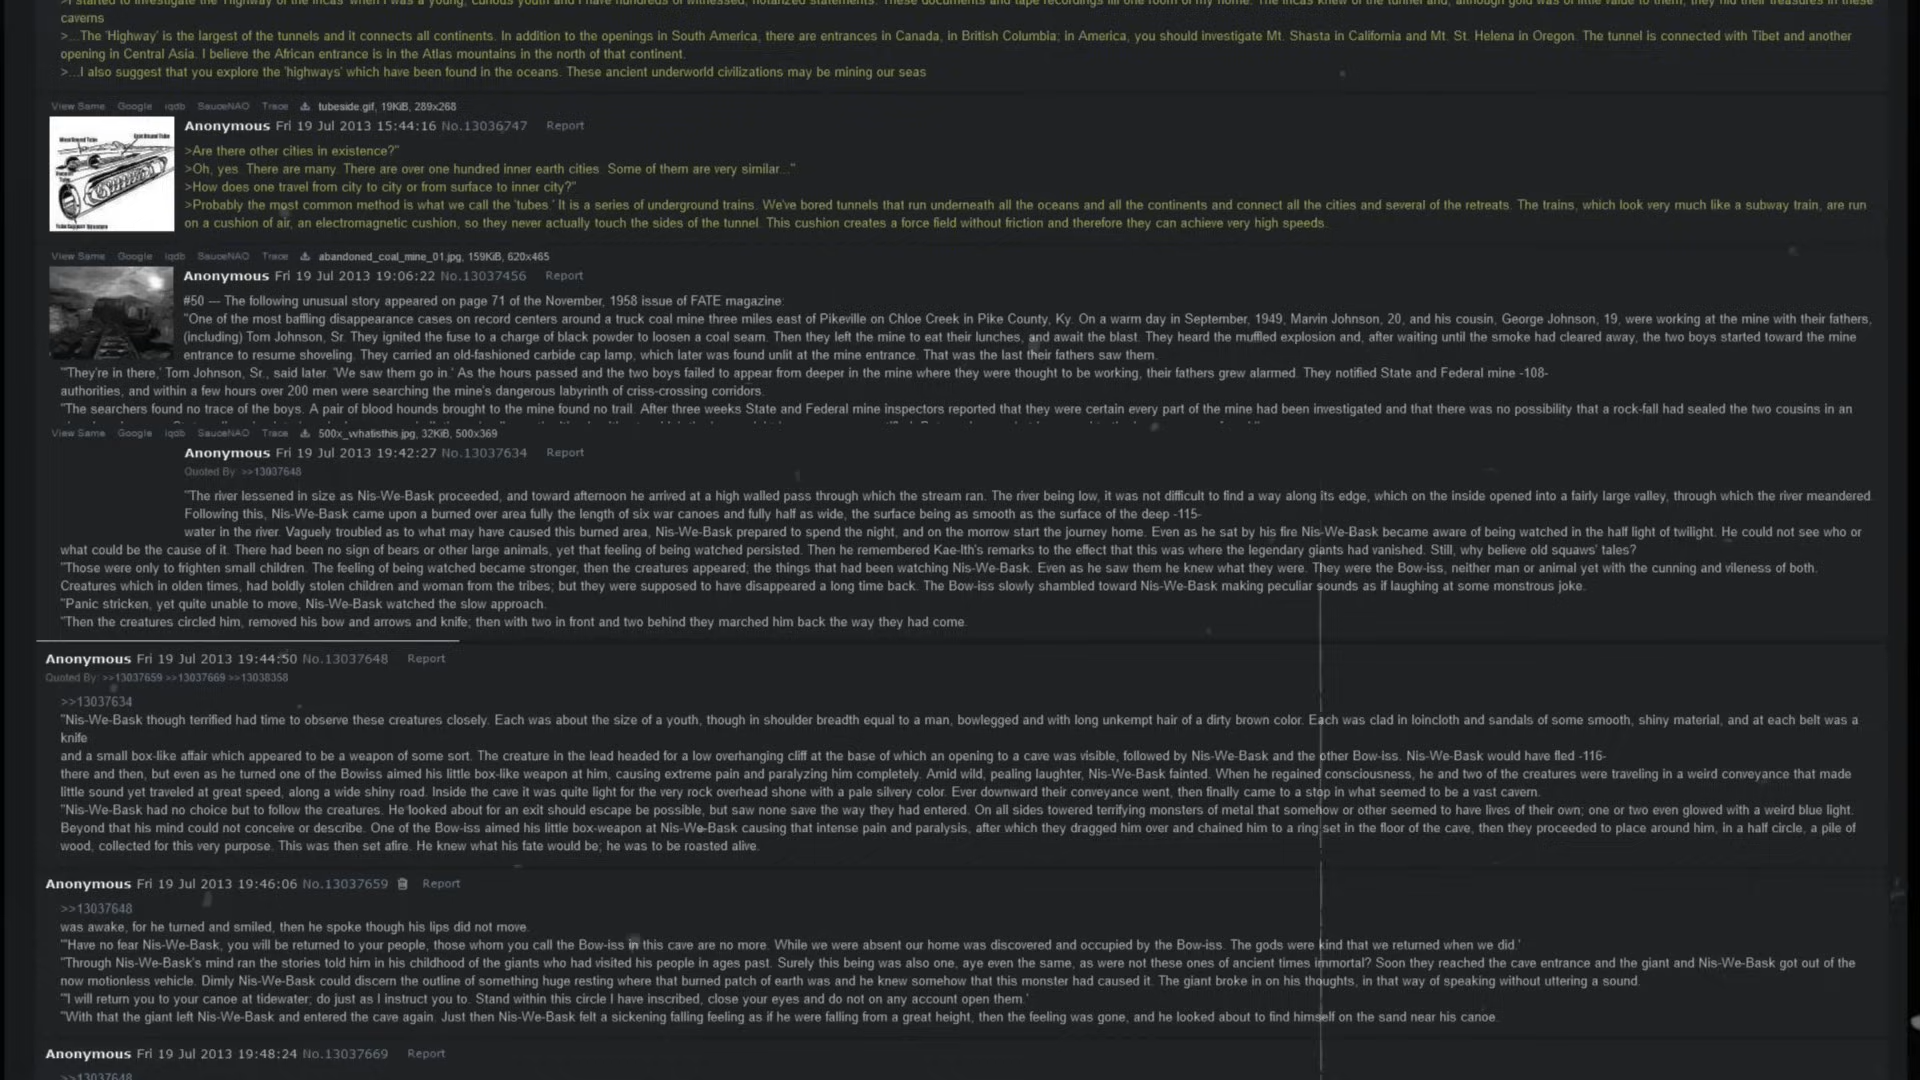 >I started to investigate the 'Highway of the Incas' when I was a young, curious youth and I have hundreds of witnessed, notarized statements. These documents and tape recordings fill one room of my home. The Incas knew of the tunnel and, although gold was of little value to them, they hid their treasures in these
caverns
>...The 'Highway' is the largest of the tunnels and it connects all continents. In addition to the openings in South America, there are entrances in Canada, in British Columbia; in America, you should investigate Mt. Shasta in California and Mt. St. Helena in Oregon. The tunnel is connected with Tibet and another
opening in Central Asia. I believe the African entrance is in the Atlas mountains in the north of that continent.
>...I also suggest that you explore the 'highways' which have been found in the oceans. These ancient underworld civilizations may be mining our seas
View Same Google iqdb SauceNAO Trace tubeside.gif, 19KiB, 289x268
Anonymous Fri 19 Jul 2013 15:44:16 No.13036747 Report
>Are there other cities in existence?"
>Oh, yes. There are many. There are over one hundred inner earth cities. Some of them are very similar..."
>How does one travel from city to city or from surface to inner city?"
>Probably the most common method is what we call the 'tubes.' It is a series of underground trains. We've bored tunnels that run underneath all the oceans and all the continents and connect all the cities and several of the retreats. The trains, which look very much like a subway train, are run
on a cushion of air, an electromagnetic cushion, so they never actually touch the sides of the tunnel. This cushion creates a force field without friction and therefore they can achieve very high speeds.
View Same Google iqdb SauceNAO Trace abandoned_coal_mine_01.jpg, 159KiB, 620x465
Anonymous Fri 19 Jul 2013 19:06:22 No.13037456 Report
#50 --- The following unusual story appeared on page 71 of the November, 1958 issue of FATE magazine:
"One of the most baffling disappearance cases on record centers around a truck coal mine three miles east of Pikeville on Chloe Creek in Pike County, Ky. On a warm day in September, 1949, Marvin Johnson, 20, and his cousin, George Johnson, 19, were working at the mine with their fathers,
(including) Tom Johnson, Sr. They ignited the fuse to a charge of black powder to loosen a coal seam. Then they left the mine to eat their lunches, and await the blast. They heard the muffled explosion and, after waiting until the smoke had cleared away, the two boys started toward the mine
entrance to resume shoveling. They carried an old-fashioned carbide cap lamp, which later was found unlit at the mine entrance. That was the last their fathers saw them.
"'They're in there,' Tom Johnson, Sr., said later. 'We saw them go in.' As the hours passed and the two boys failed to appear from deeper in the mine where they were thought to be working, their fathers grew alarmed. They notified State and Federal mine -108-
authorities, and within a few hours over 200 men were searching the mine's dangerous labyrinth of criss-crossing corridors.
"The searchers found no trace of the boys. A pair of blood hounds brought to the mine found no trail. After three weeks State and Federal mine inspectors reported that they were certain every part of the mine had been investigated and that there was no possibility that a rock-fall had sealed the two cousins in an
View Same Google iqdb SauceNAO Trace 500x_whatisthis.jpg, 32KiB, 500x369
Anonymous Fri 19 Jul 2013 19:42:27 No.13037634 Report
Quoted By: >>13037648
"The river lessened in size as Nis-We-Bask proceeded, and toward afternoon he arrived at a high walled pass through which the stream ran. The river being low, it was not difficult to find a way along its edge, which on the inside opened into a fairly large valley, through which the river meandered.
Following this, Nis-We-Bask came upon a burned over area fully the length of six war canoes and fully half as wide, the surface being as smooth as the surface of the deep -115-
water in the river. Vaguely troubled as to what may have caused this burned area, Nis-We-Bask prepared to spend the night, and on the morrow start the journey home. Even as he sat by his fire Nis-We-Bask became aware of being watched in the half light of twilight. He could not see who or
what could be the cause of it. There had been no sign of bears or other large animals, yet that feeling of being watched persisted. Then he remembered Kae-Ith's remarks to the effect that this was where the legendary giants had vanished. Still, why believe old squaws' tales?
"Those were only to frighten small children. The feeling of being watched became stronger, then the creatures appeared; the things that had been watching Nis-We-Bask. Even as he saw them he knew what they were. They were the Bow-iss, neither man or animal yet with the cunning and vileness of both.
Creatures which in olden times, had boldly stolen children and woman from the tribes; but they were supposed to have disappeared a long time back. The Bow-iss slowly shambled toward Nis-We-Bask making peculiar sounds as if laughing at some monstrous joke.
"Panic stricken, yet quite unable to move, Nis-We-Bask watched the slow approach.
"Then the creatures circled him, removed his bow and arrows and knife; then with two in front and two behind they marched him back the way they had come.
Anonymous Fri 19 Jul 2013 19:44:50 No.13037648 Report
Quoted By: >>13037659 >>13037669 >>13038358
>>13037634
"Nis-We-Bask though terrified had time to observe these creatures closely. Each was about the size of a youth, though in shoulder breadth equal to a man, bowlegged and with long unkempt hair of a dirty brown color. Each was clad in loincloth and sandals of some smooth, shiny material, and at each belt was a
knife
and a small box-like affair which appeared to be a weapon of some sort. The creature in the lead headed for a low overhanging cliff at the base of which an opening to a cave was visible, followed by Nis-We-Bask and the other Bow-iss. Nis-We-Bask would have fled -116-
there and then, but even as he turned one of the Bowiss aimed his little box-like weapon at him, causing extreme pain and paralyzing him completely. Amid wild, pealing laughter, Nis-We-Bask fainted. When he regained consciousness, he and two of the creatures were traveling in a weird conveyance that made
little sound yet traveled at great speed, along a wide shiny road. Inside the cave it was quite light for the very rock overhead shone with a pale silvery color. Ever downward their conveyance went, then finally came to a stop in what seemed to be a vast cavern.
"Nis-We-Bask had no choice but to follow the creatures. He looked about for an exit should escape be possible, but saw none save the way they had entered. On all sides towered terrifying monsters of metal that somehow or other seemed to have lives of their own; one or two even glowed with a weird blue light.
Beyond that his mind could not conceive or describe. One of the Bow-iss aimed his little box-weapon at Nis-We-Bask causing that intense pain and paralysis, after which they dragged him over and chained him to a ring set in the floor of the cave, then they proceeded to place around him, in a half circle, a pile of
wood, collected for this very purpose. This was then set afire. He knew what his fate would be; he was to be roasted alive.
Anonymous Fri 19 Jul 2013 19:46:06 No.13037659 Report
>>13037648
was awake, for he turned and smiled, then he spoke though his lips did not move.
"'Have no fear Nis-We-Bask, you will be returned to your people, those whom you call the Bow-iss in this cave are no more. While we were absent our home was discovered and occupied by the Bow-iss. The gods were kind that we returned when we did.'
"Through Nis-We-Bask's mind ran the stories told him in his childhood of the giants who had visited his people in ages past. Surely this being was also one, aye even the same, as were not these ones of ancient times immortal? Soon they reached the cave entrance and the giant and Nis-We-Bask got out of the
now motionless vehicle. Dimly Nis-We-Bask could discern the outline of something huge resting where that burned patch of earth was and he knew somehow that this monster had caused it. The giant broke in on his thoughts, in that way of speaking without uttering a sound.
"'I will return you to your canoe at tidewater; do just as I instruct you to. Stand within this circle I have inscribed, close your eyes and do not on any account open them.'
"With that the giant left Nis-We-Bask and entered the cave again. Just then Nis-We-Bask felt a sickening falling feeling as if he were falling from a great height, then the feeling was gone, and he looked about to find himself on the sand near his canoe.
Anonymous Fri 19 Jul 2013 19:48:24 No.13037669 Report
>>13037648